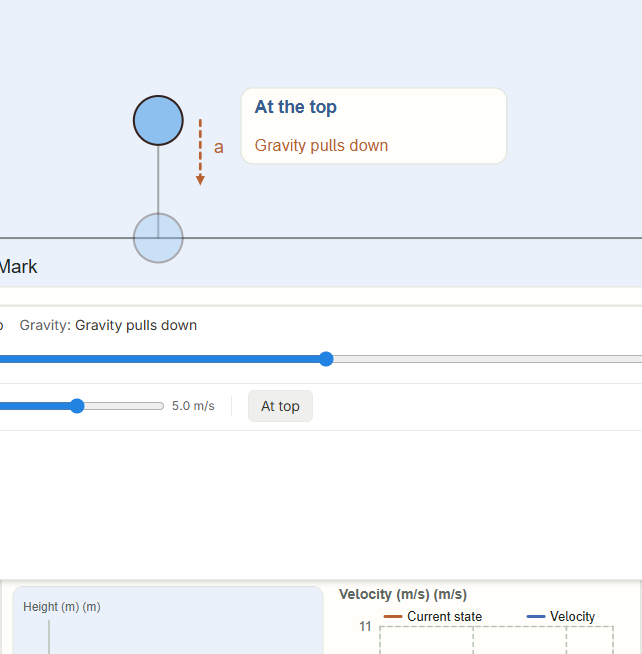 At the top
a
Gravity pulls down
Mark
Gravity: Gravity pulls down
5.0 m/s
At top
Velocity (m/s) (m/s)
Height (m) (m)
Current state
Velocity
11